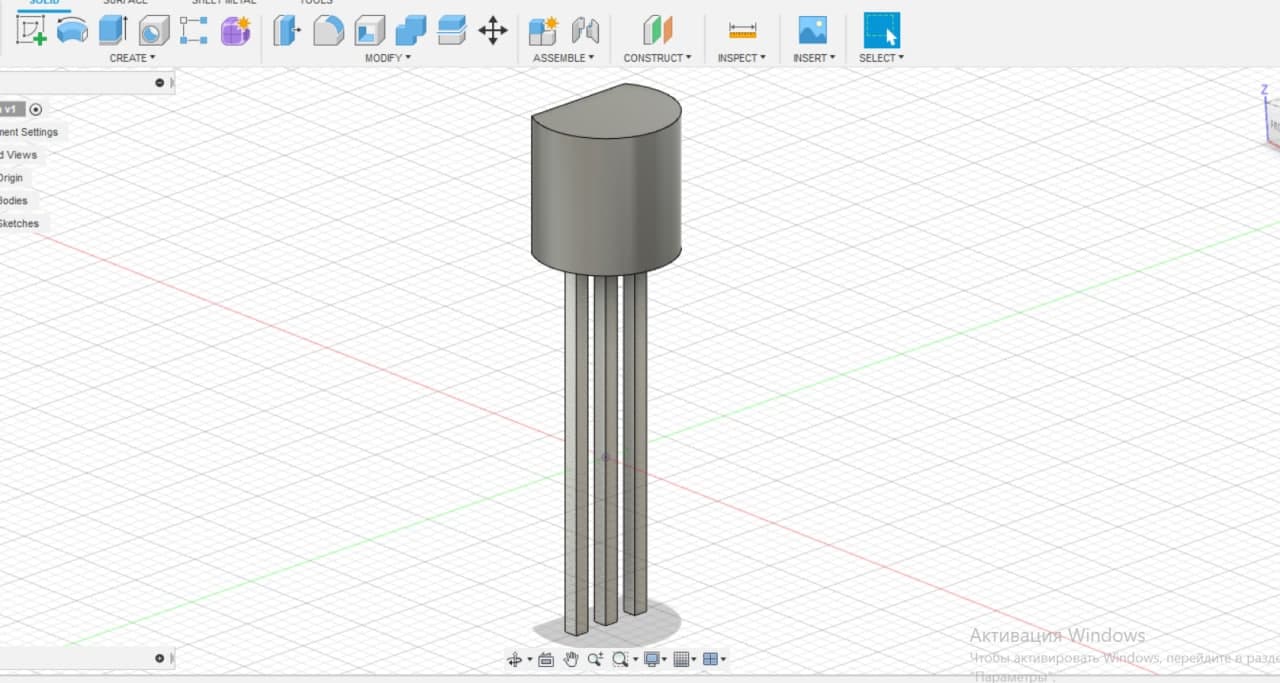 SOLID SURFACE SHEET METAL TOOLS
CREATE MODIFY ASSEMBLE CONSTRUCT INSPECT INSERT SELECT
v1
ment Settings
d Views
Origin
Bodies
Sketches
Z
Активация Windows
Чтобы активировать Windows, перейдите в разде
"Параметры".